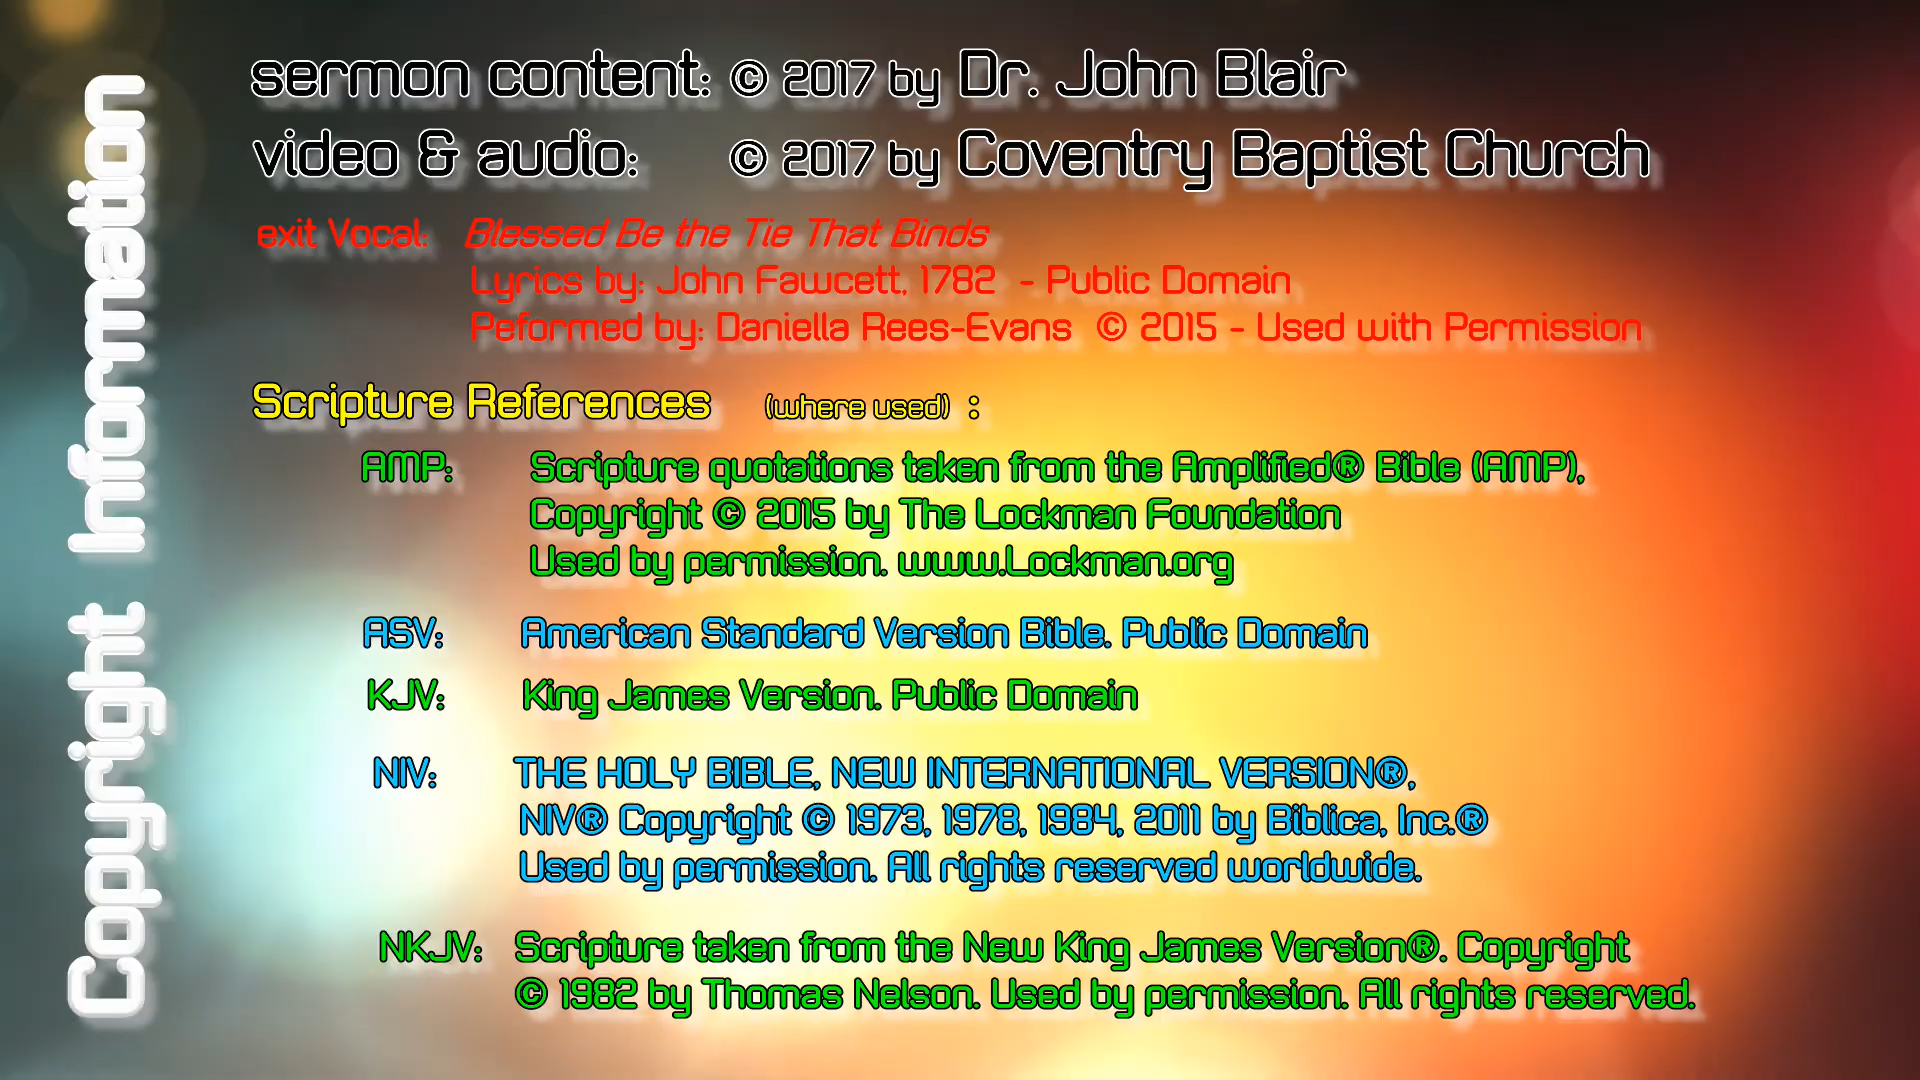 Copyright Information
sermon content: © 2017 by Dr. John Blair
video & audio: © 2017 by Coventry Baptist Church
exit Vocal: Blessed Be the Tie That Binds
Lyrics by: John Fawcett, 1782 - Public Domain
Peformed by: Daniella Rees-Evans © 2015 - Used with Permission
Scripture References (where used) :
AMP: Scripture quotations taken from the Amplified® Bible (AMP),
Copyright © 2015 by The Lockman Foundation
Used by permission. www.Lockman.org
ASV: American Standard Version Bible. Public Domain
KJV: King James Version. Public Domain
NIV: THE HOLY BIBLE, NEW INTERNATIONAL VERSION®,
NIV® Copyright © 1973, 1978, 1984, 2011 by Biblica, Inc.®
Used by permission. All rights reserved worldwide.
NKJV: Scripture taken from the New King James Version®. Copyright
© 1982 by Thomas Nelson. Used by permission. All rights reserved.